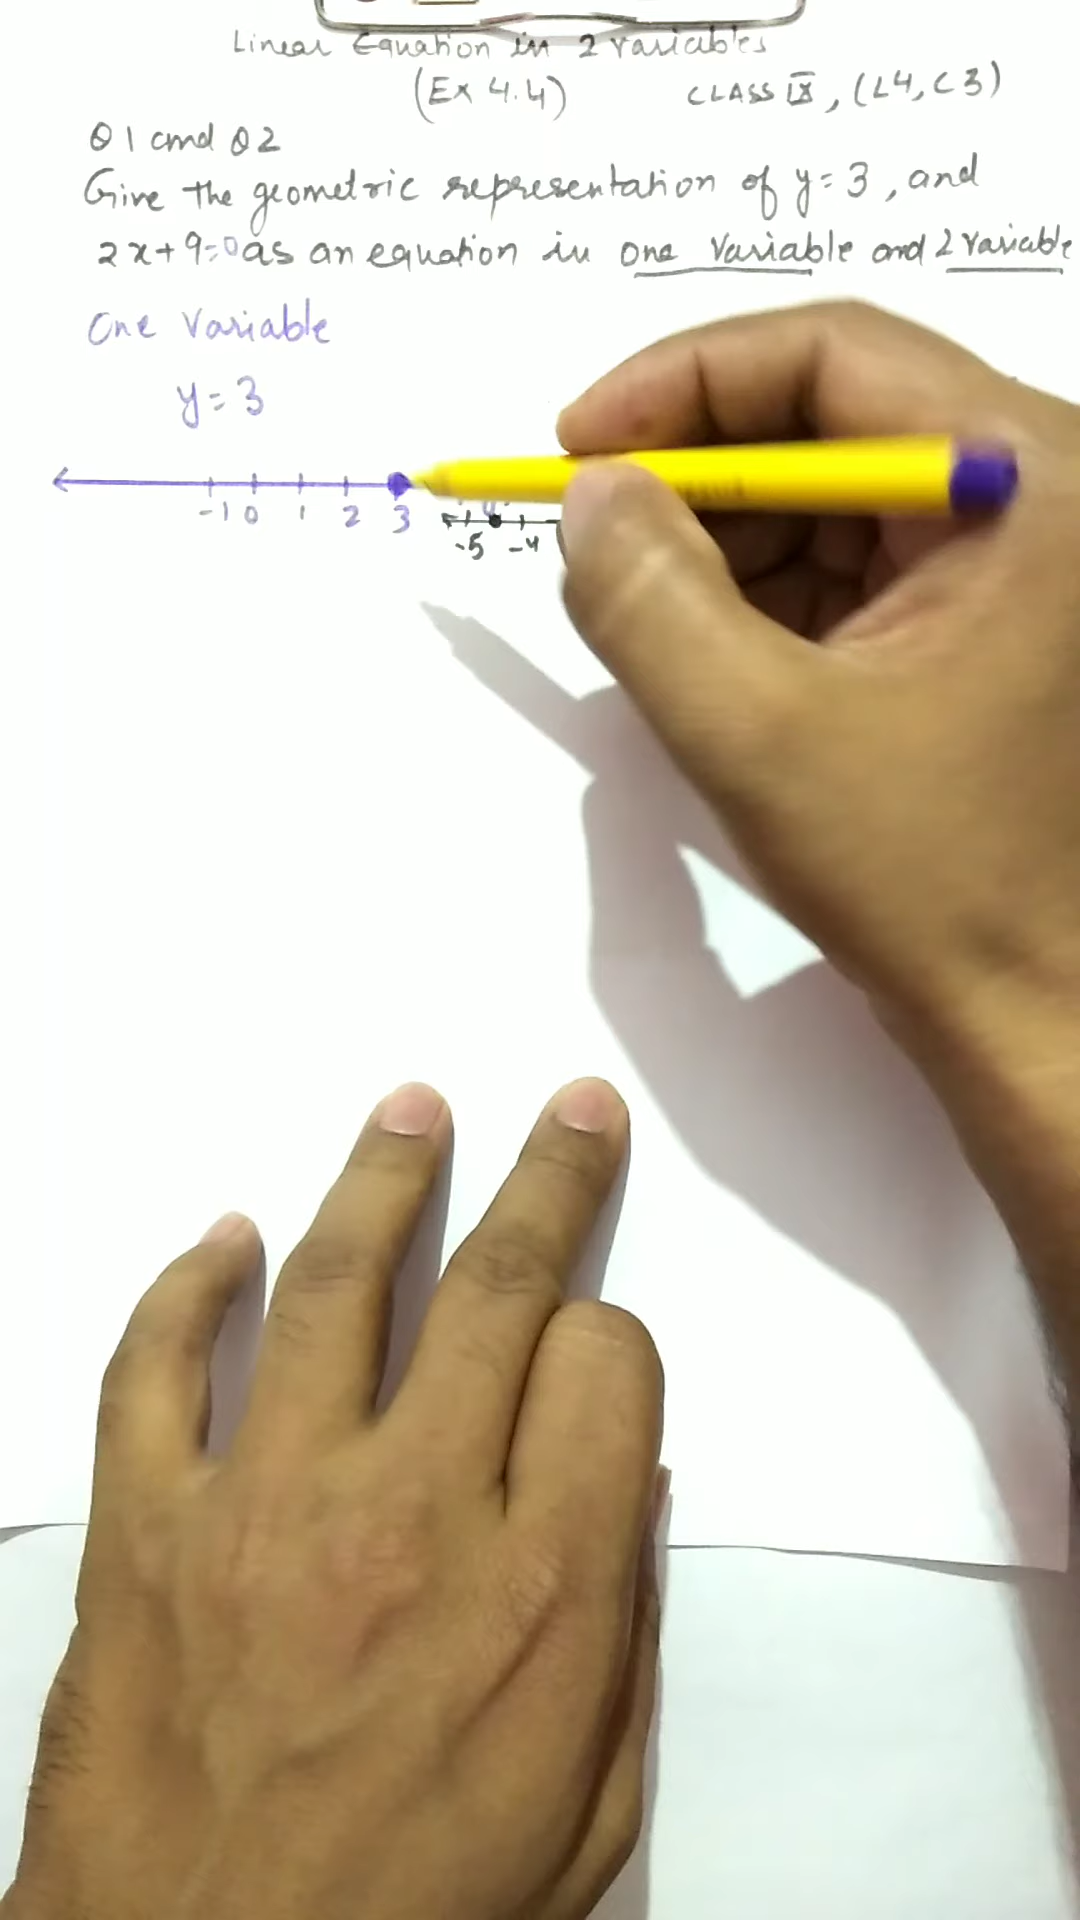 Linear Equation in 2 variables
(Ex 4.4) CLASS IX, (L4, C3)
Q1 and Q2
Give the geometric representation of y=3, and
2x+9=0 as an equation in one variable and 2 variable
One Variable
y=3
-1 0 1 2 3
-5 -4